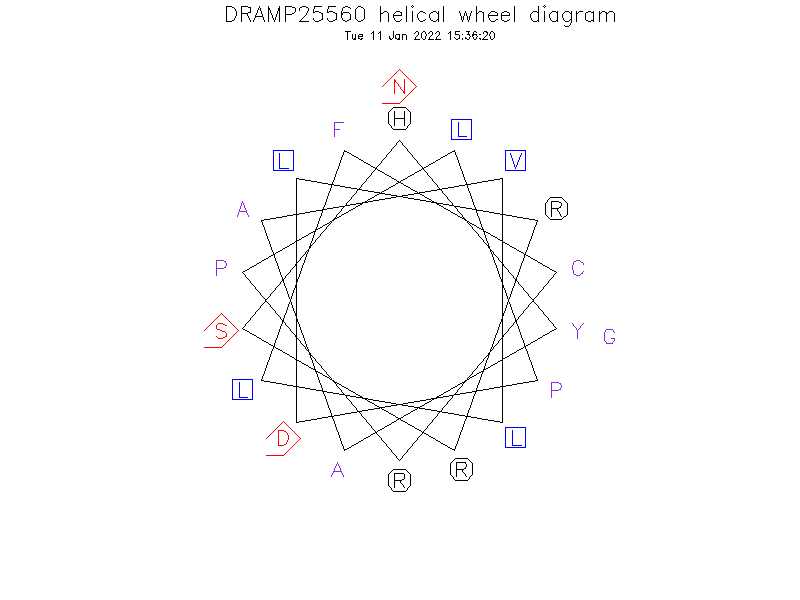 DRAMP25560 helical wheel diagram
Tue 11 Jan 2022 15:36:20
N
H
F L
L V
A R
P C
S Y G
L P
D L
A R
R